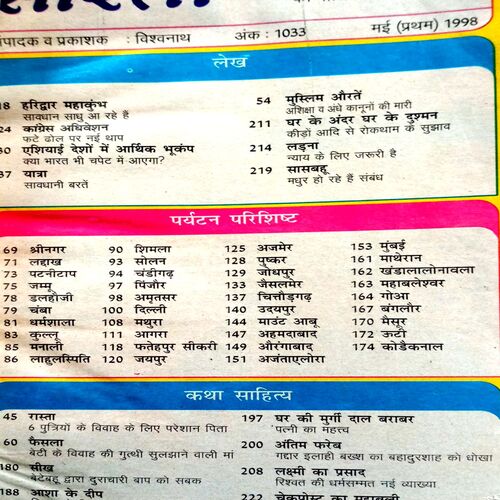 सरिता
संपादक व प्रकाशक : विश्वनाथ
अंक : 1033
मई (प्रथम) 1998
लेख
18 हरिद्वार महाकुंभ
सावधान साधु आ रहे हैं
24 कांग्रेस अधिवेशन
फटे ढोल पर नई थाप
30 एशियाई देशों में आर्थिक भूकंप
क्या भारत भी चपेट में आएगा?
37 यात्रा
सावधानी बरतें
54 मुस्लिम औरतें
अशिक्षा व अंधे कानूनों की मारी
211 घर के अंदर घर के दुश्मन
कीड़ों आदि से रोकथाम के सुझाव
214 लड़ना
न्याय के लिए जरूरी है
219 सासबहू
मधुर हो रहे हैं संबंध
पर्यटन परिशिष्ट
69 श्रीनगर
71 लद्दाख
73 पटनीटाप
75 जम्मू
78 डलहौजी
79 चंबा
81 धर्मशाला
83 कुल्लू
85 मनाली
86 लाहुलस्पिति
90 शिमला
93 सोलन
94 चंडीगढ़
97 पिंजौर
98 अमृतसर
100 दिल्ली
108 मथुरा
111 आगरा
118 फतेहपुर सीकरी
120 जयपुर
125 अजमेर
128 पुष्कर
129 जोधपुर
133 जैसलमेर
137 चित्तौड़गढ़
140 उदयपुर
144 माउंट आबू
147 अहमदाबाद
149 औरंगाबाद
151 अजंताएलोरा
153 मुंबई
161 माथेरान
162 खंडालालोनावला
163 महाबलेश्वर
164 गोआ
167 बंगलौर
170 मैसूर
172 ऊटी
174 कोडैकनाल
कथा साहित्य
45 रास्ता
6 पुत्रियों के विवाह के लिए परेशान पिता
60 फैसला
बेटी के विवाह की गुत्थी सुलझाने वाली मां
180 सीख
बेटेबहू द्वारा दुराचारी बाप को सबक
188 आशा के दीप
197 घर की मुर्गी दाल बराबर
पत्नी का महत्त्व
200 अंतिम फरेब
गद्दार इलाही बख्श का बहादुरशाह को धोखा
208 लक्ष्मी का प्रसाद
रिश्वत की धर्मसम्मत नई व्याख्या
222 चेकपोस्ट का महाबली